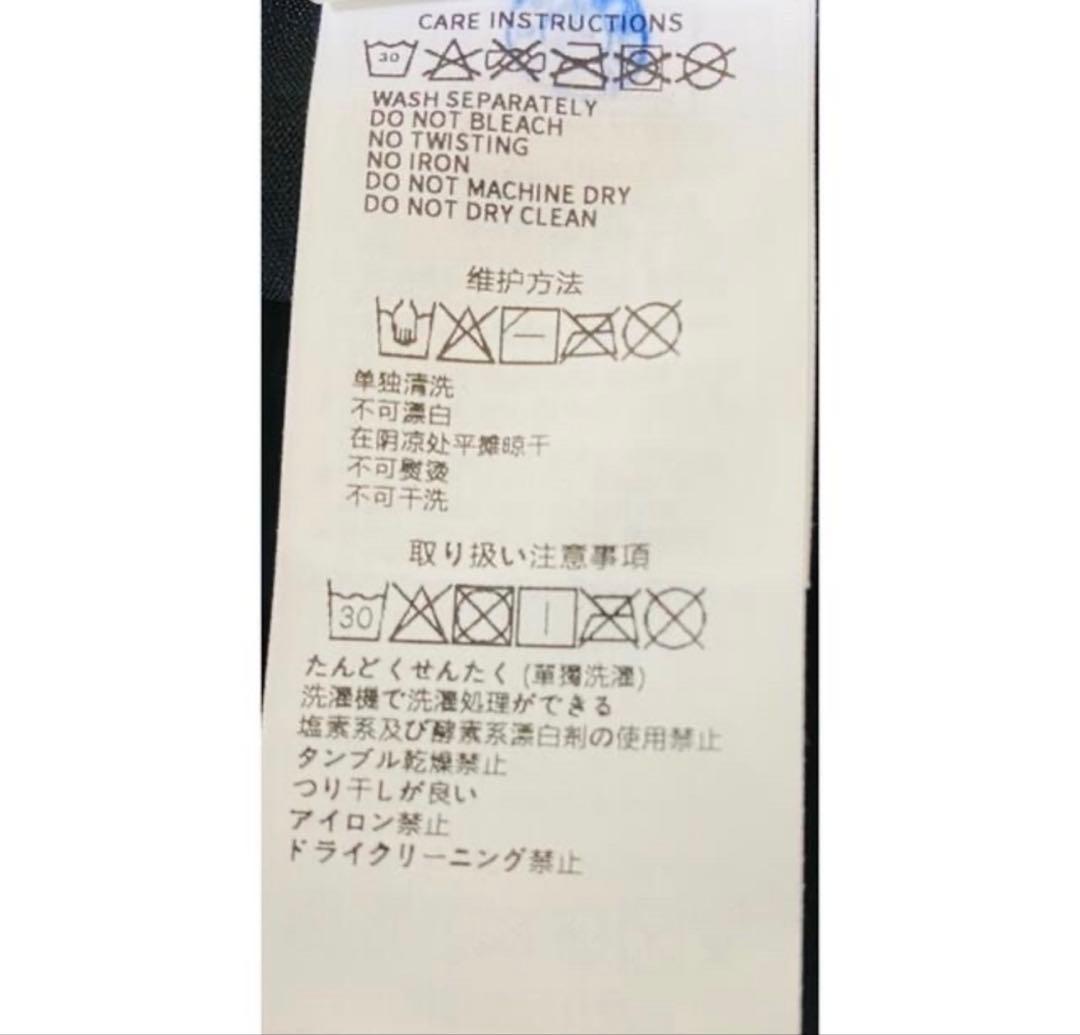 CARE INSTRUCTIONS
30
WASH SEPARATELY
DO NOT BLEACH
NO TWISTING
NO IRON
DO NOT MACHINE DRY
DO NOT DRY CLEAN
维护方法
单独清洗
不可漂白
在阴凉处平摊晾干
不可熨烫
不可干洗
取り扱い注意事項
30
たんどくせんたく (單獨洗濯)
洗濯機で洗濯処理ができる
塩素系及び酵素系漂白剤の使用禁止
タンブル乾燥禁止
つり干しが良い
アイロン禁止
ドライクリーニング禁止